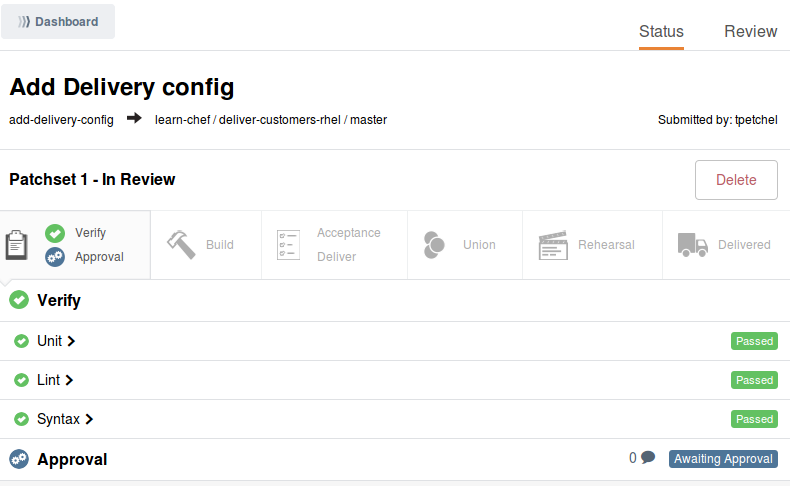 Dashboard
Status Review
Add Delivery config
add-delivery-config learn-chef / deliver-customers-rhel / master Submitted by: tpetchel
Patchset 1 - In Review Delete
Verify
Approval
Build
Acceptance
Deliver
Union
Rehearsal
Delivered
Verify
Unit Passed
Lint Passed
Syntax Passed
Approval 0 Awaiting Approval